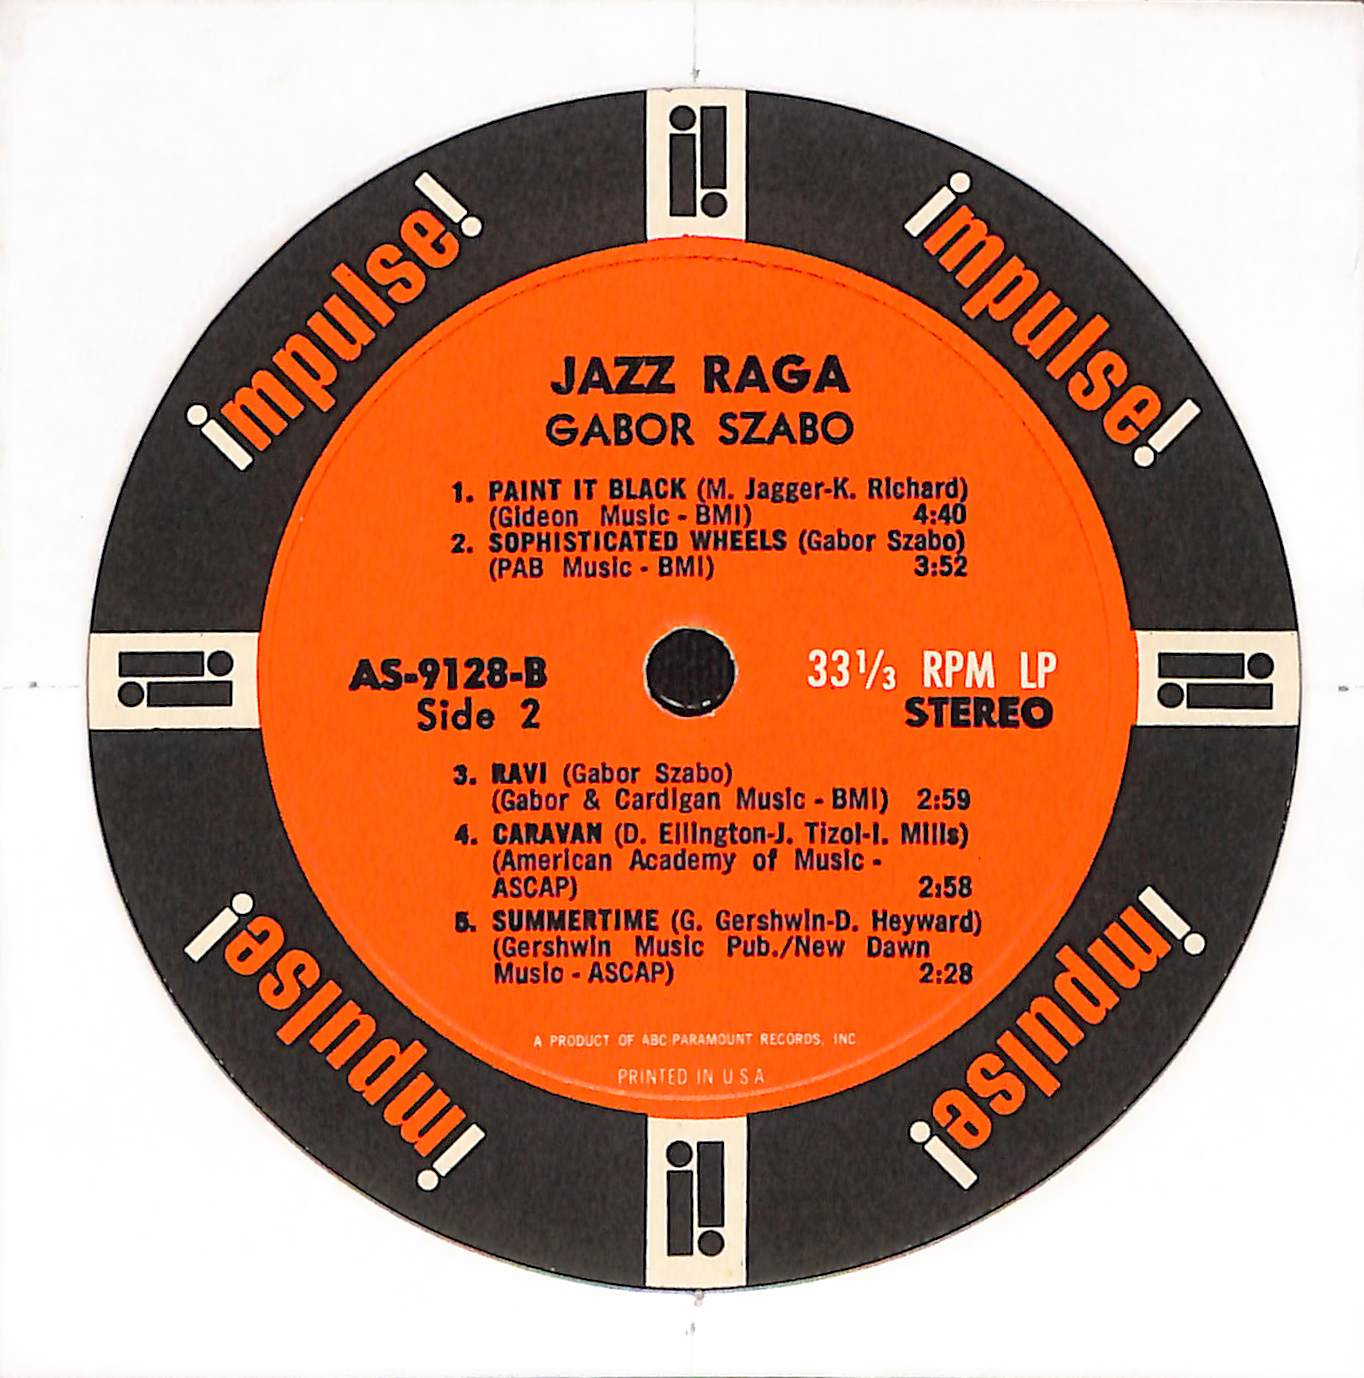 impulse!
impulse!
JAZZ RAGA
GABOR SZABO
1. PAINT IT BLACK (M. Jagger-K. Richard)
(Gideon Music - BMI) 4:40
2. SOPHISTICATED WHEELS (Gabor Szabo)
(PAB Music - BMI) 3:52
AS-9128-B
Side 2
33 1/3 RPM LP
STEREO
3. RAVI (Gabor Szabo)
(Gabor & Cardigan Music - BMI) 2:59
4. CARAVAN (D. Ellington-J. Tizol-I. Mills)
(American Academy of Music -
ASCAP) 2:58
5. SUMMERTIME (G. Gershwin-D. Heyward)
(Gershwin Music Pub./New Dawn
Music - ASCAP) 2:28
A PRODUCT OF ABC-PARAMOUNT RECORDS, INC
PRINTED IN U S A
impulse!
impulse!